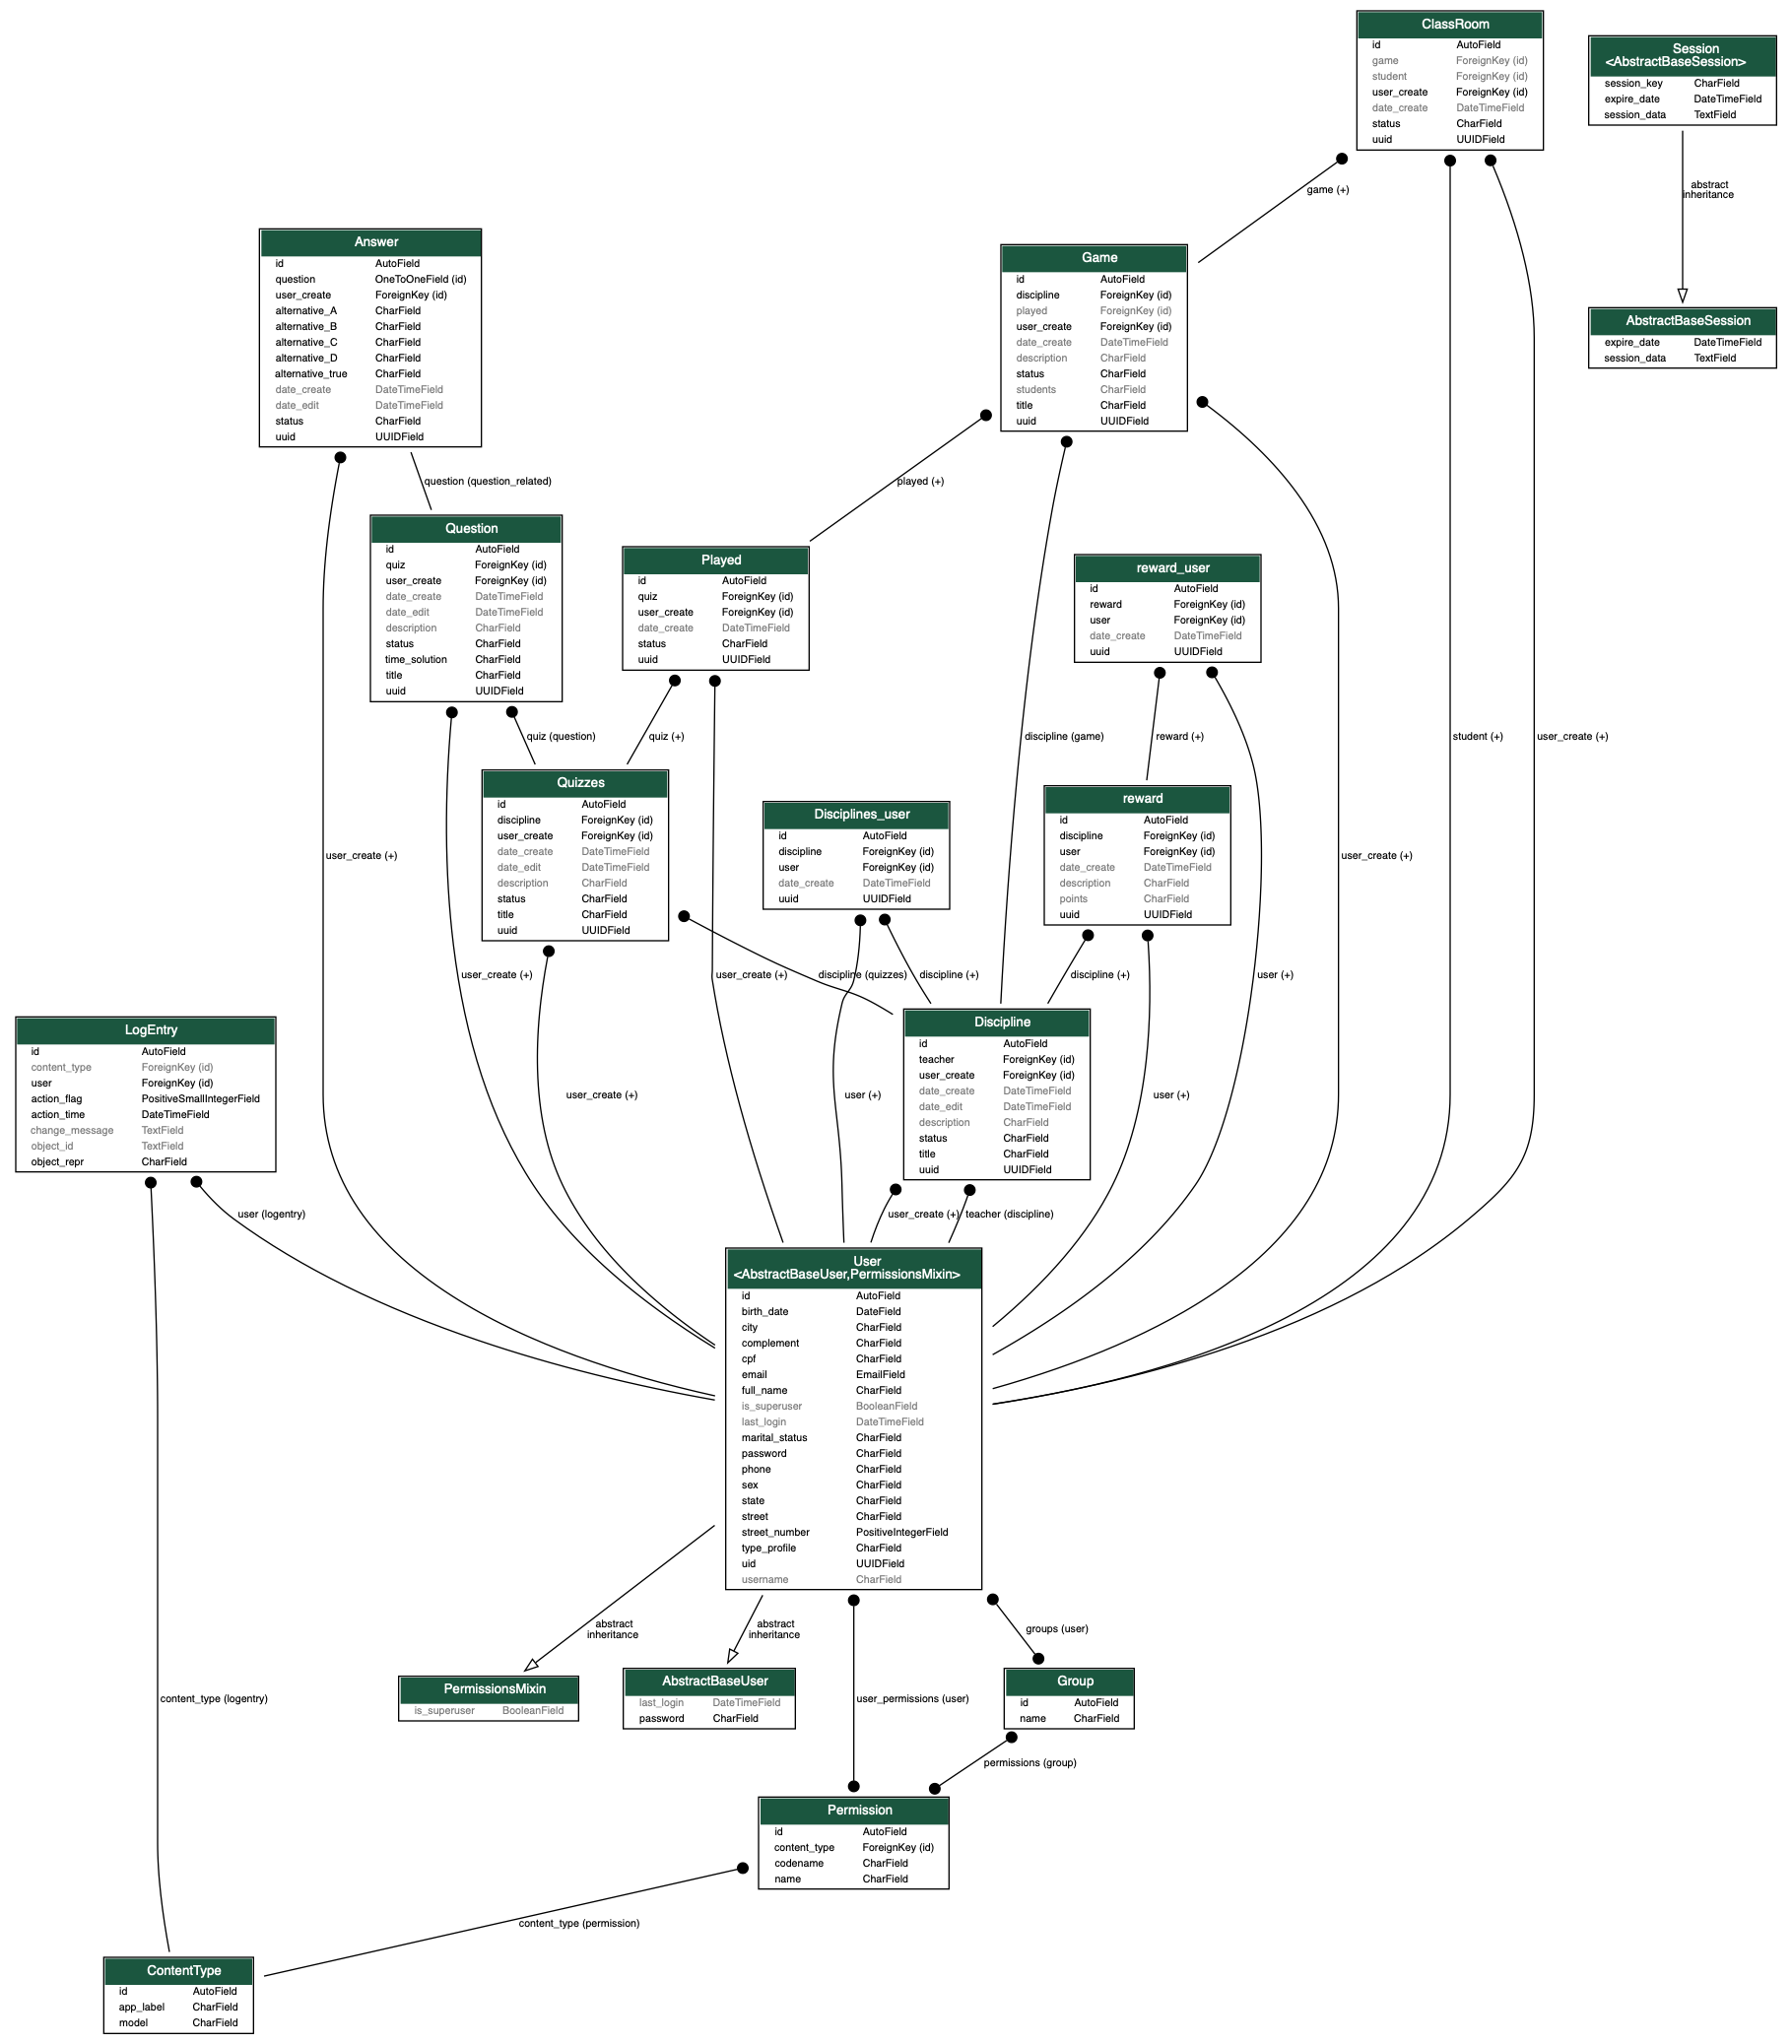 ClassRoom
id AutoField
game ForeignKey (id)
student ForeignKey (id)
user_create ForeignKey (id)
date_create DateTimeField
status CharField
uuid UUIDField
Session
<AbstractBaseSession>
session_key CharField
expire_date DateTimeField
session_data TextField
abstract
inheritance
game (+)
AbstractBaseSession
expire_date DateTimeField
session_data TextField
Answer
id AutoField
question OneToOneField (id)
user_create ForeignKey (id)
alternative_A CharField
alternative_B CharField
alternative_C CharField
alternative_D CharField
alternative_true CharField
date_create DateTimeField
date_edit DateTimeField
status CharField
uuid UUIDField
Game
id AutoField
discipline ForeignKey (id)
played ForeignKey (id)
user_create ForeignKey (id)
date_create DateTimeField
description CharField
status CharField
students CharField
title CharField
uuid UUIDField
question (question_related)
played (+)
Question
id AutoField
quiz ForeignKey (id)
user_create ForeignKey (id)
date_create DateTimeField
date_edit DateTimeField
description CharField
status CharField
time_solution CharField
title CharField
uuid UUIDField
Played
id AutoField
quiz ForeignKey (id)
user_create ForeignKey (id)
date_create DateTimeField
status CharField
uuid UUIDField
reward_user
id AutoField
reward ForeignKey (id)
user ForeignKey (id)
date_create DateTimeField
uuid UUIDField
quiz (question)
quiz (+)
discipline (game)
reward (+)
student (+)
user_create (+)
Quizzes
id AutoField
discipline ForeignKey (id)
user_create ForeignKey (id)
date_create DateTimeField
date_edit DateTimeField
description CharField
status CharField
title CharField
uuid UUIDField
Disciplines_user
id AutoField
discipline ForeignKey (id)
user ForeignKey (id)
date_create DateTimeField
uuid UUIDField
reward
id AutoField
discipline ForeignKey (id)
user ForeignKey (id)
date_create DateTimeField
description CharField
points CharField
uuid UUIDField
user_create (+)
user_create (+)
user_create (+)
user_create (+)
discipline (quizzes)
discipline (+)
discipline (+)
user (+)
LogEntry
id AutoField
content_type ForeignKey (id)
user ForeignKey (id)
action_flag PositiveSmallIntegerField
action_time DateTimeField
change_message TextField
object_id TextField
object_repr CharField
Discipline
id AutoField
teacher ForeignKey (id)
user_create ForeignKey (id)
date_create DateTimeField
date_edit DateTimeField
description CharField
status CharField
title CharField
uuid UUIDField
user_create (+)
user (+)
user (+)
user (logentry)
user_create (+)
teacher (discipline)
User
<AbstractBaseUser,PermissionsMixin>
id AutoField
birth_date DateField
city CharField
complement CharField
cpf CharField
email EmailField
full_name CharField
is_superuser BooleanField
last_login DateTimeField
marital_status CharField
password CharField
phone CharField
sex CharField
state CharField
street CharField
street_number PositiveIntegerField
type_profile CharField
uid UUIDField
username CharField
abstract
inheritance
abstract
inheritance
groups (user)
PermissionsMixin
is_superuser BooleanField
AbstractBaseUser
last_login DateTimeField
password CharField
Group
id AutoField
name CharField
content_type (logentry)
user_permissions (user)
permissions (group)
Permission
id AutoField
content_type ForeignKey (id)
codename CharField
name CharField
content_type (permission)
ContentType
id AutoField
app_label CharField
model CharField